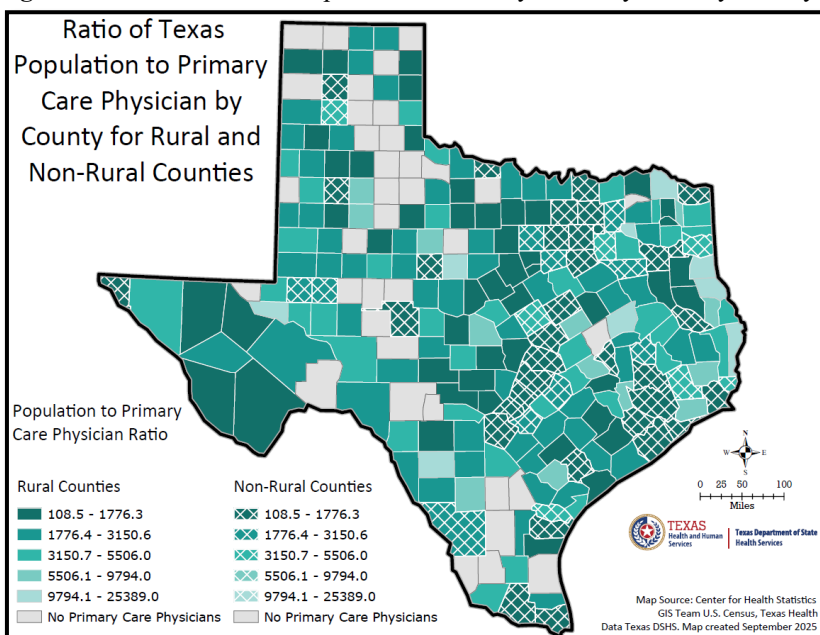 Ratio of Texas
Population to Primary
Care Physician by
County for Rural and
Non-Rural Counties
Population to Primary
Care Physician Ratio
Rural Counties
108.5 - 1776.3
1776.4 - 3150.6
3150.7 - 5506.0
5506.1 - 9794.0
9794.1 - 25389.0
No Primary Care Physicians
Non-Rural Counties
108.5 - 1776.3
1776.4 - 3150.6
3150.7 - 5506.0
5506.1 - 9794.0
9794.1 - 25389.0
No Primary Care Physicians
N
W
E
S
0 25 50 100
Miles
TEXAS
Health and Human
Services
Texas Department of State
Health Services
Map Source: Center for Health Statistics
GIS Team U.S. Census, Texas Health
Data Texas DSHS. Map created September 2025